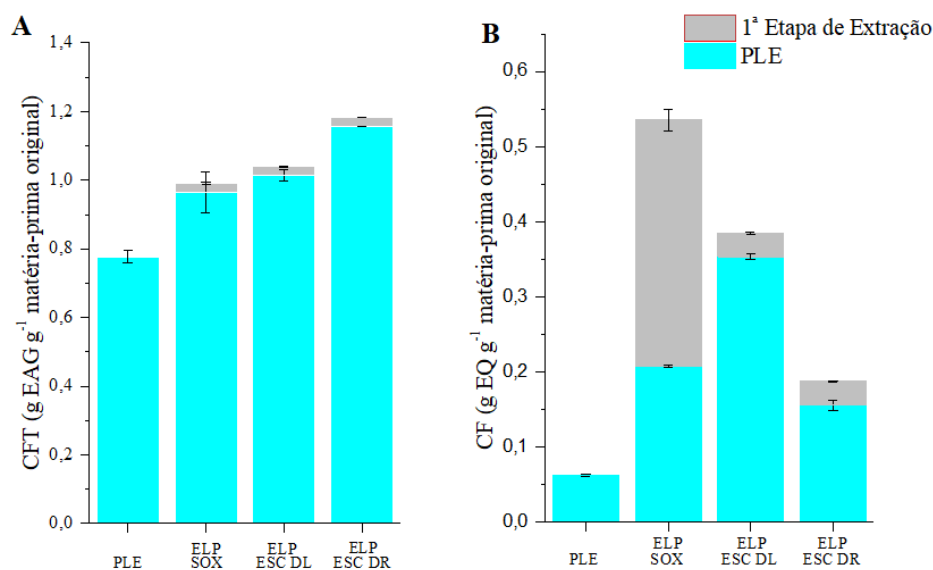 A
CFT (g EAG g⁻¹ matéria-prima original)
1,4
1,2
1,0
0,8
0,6
0,4
0,2
0,0
PLE
ELP SOX
ELP ESC DL
ELP ESC DR
B
1ª Etapa de Extração
PLE
CF (g EQ g⁻¹ matéria-prima original)
0,6
0,5
0,4
0,3
0,2
0,1
0,0
PLE
ELP SOX
ELP ESC DL
ELP ESC DR